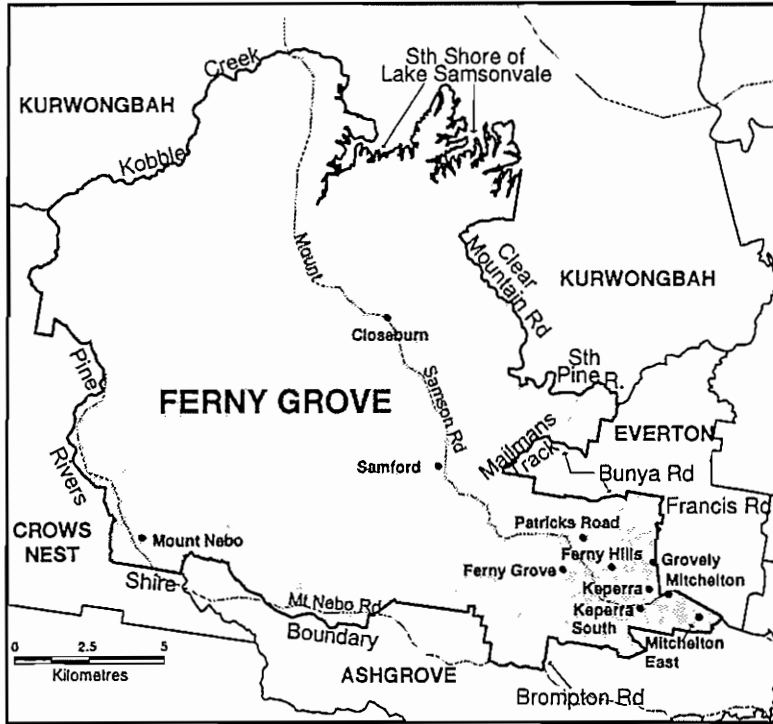 Sth Shore of
Lake Samsonvale
Creek
KURWONGBAH
Kobble
Mount
Clear
Mountain Rd
KURWONGBAH
Closeburn
Sth
Pine R.
Pine
Rivers
FERNY GROVE
Samson Rd
EVERTON
Mailmans
Track
Samford
Bunya Rd
Francis Rd
CROWS
NEST
Mount Nebo
Patricks Road
Ferny Hills
Grovely
Ferny Grove
Mitchelton
Keperra
Shire
Mt Nebo Rd
Keperra
South
Boundary
Mitchelton
East
0 2.5 5
Kilometres
ASHGROVE
Brompton Rd